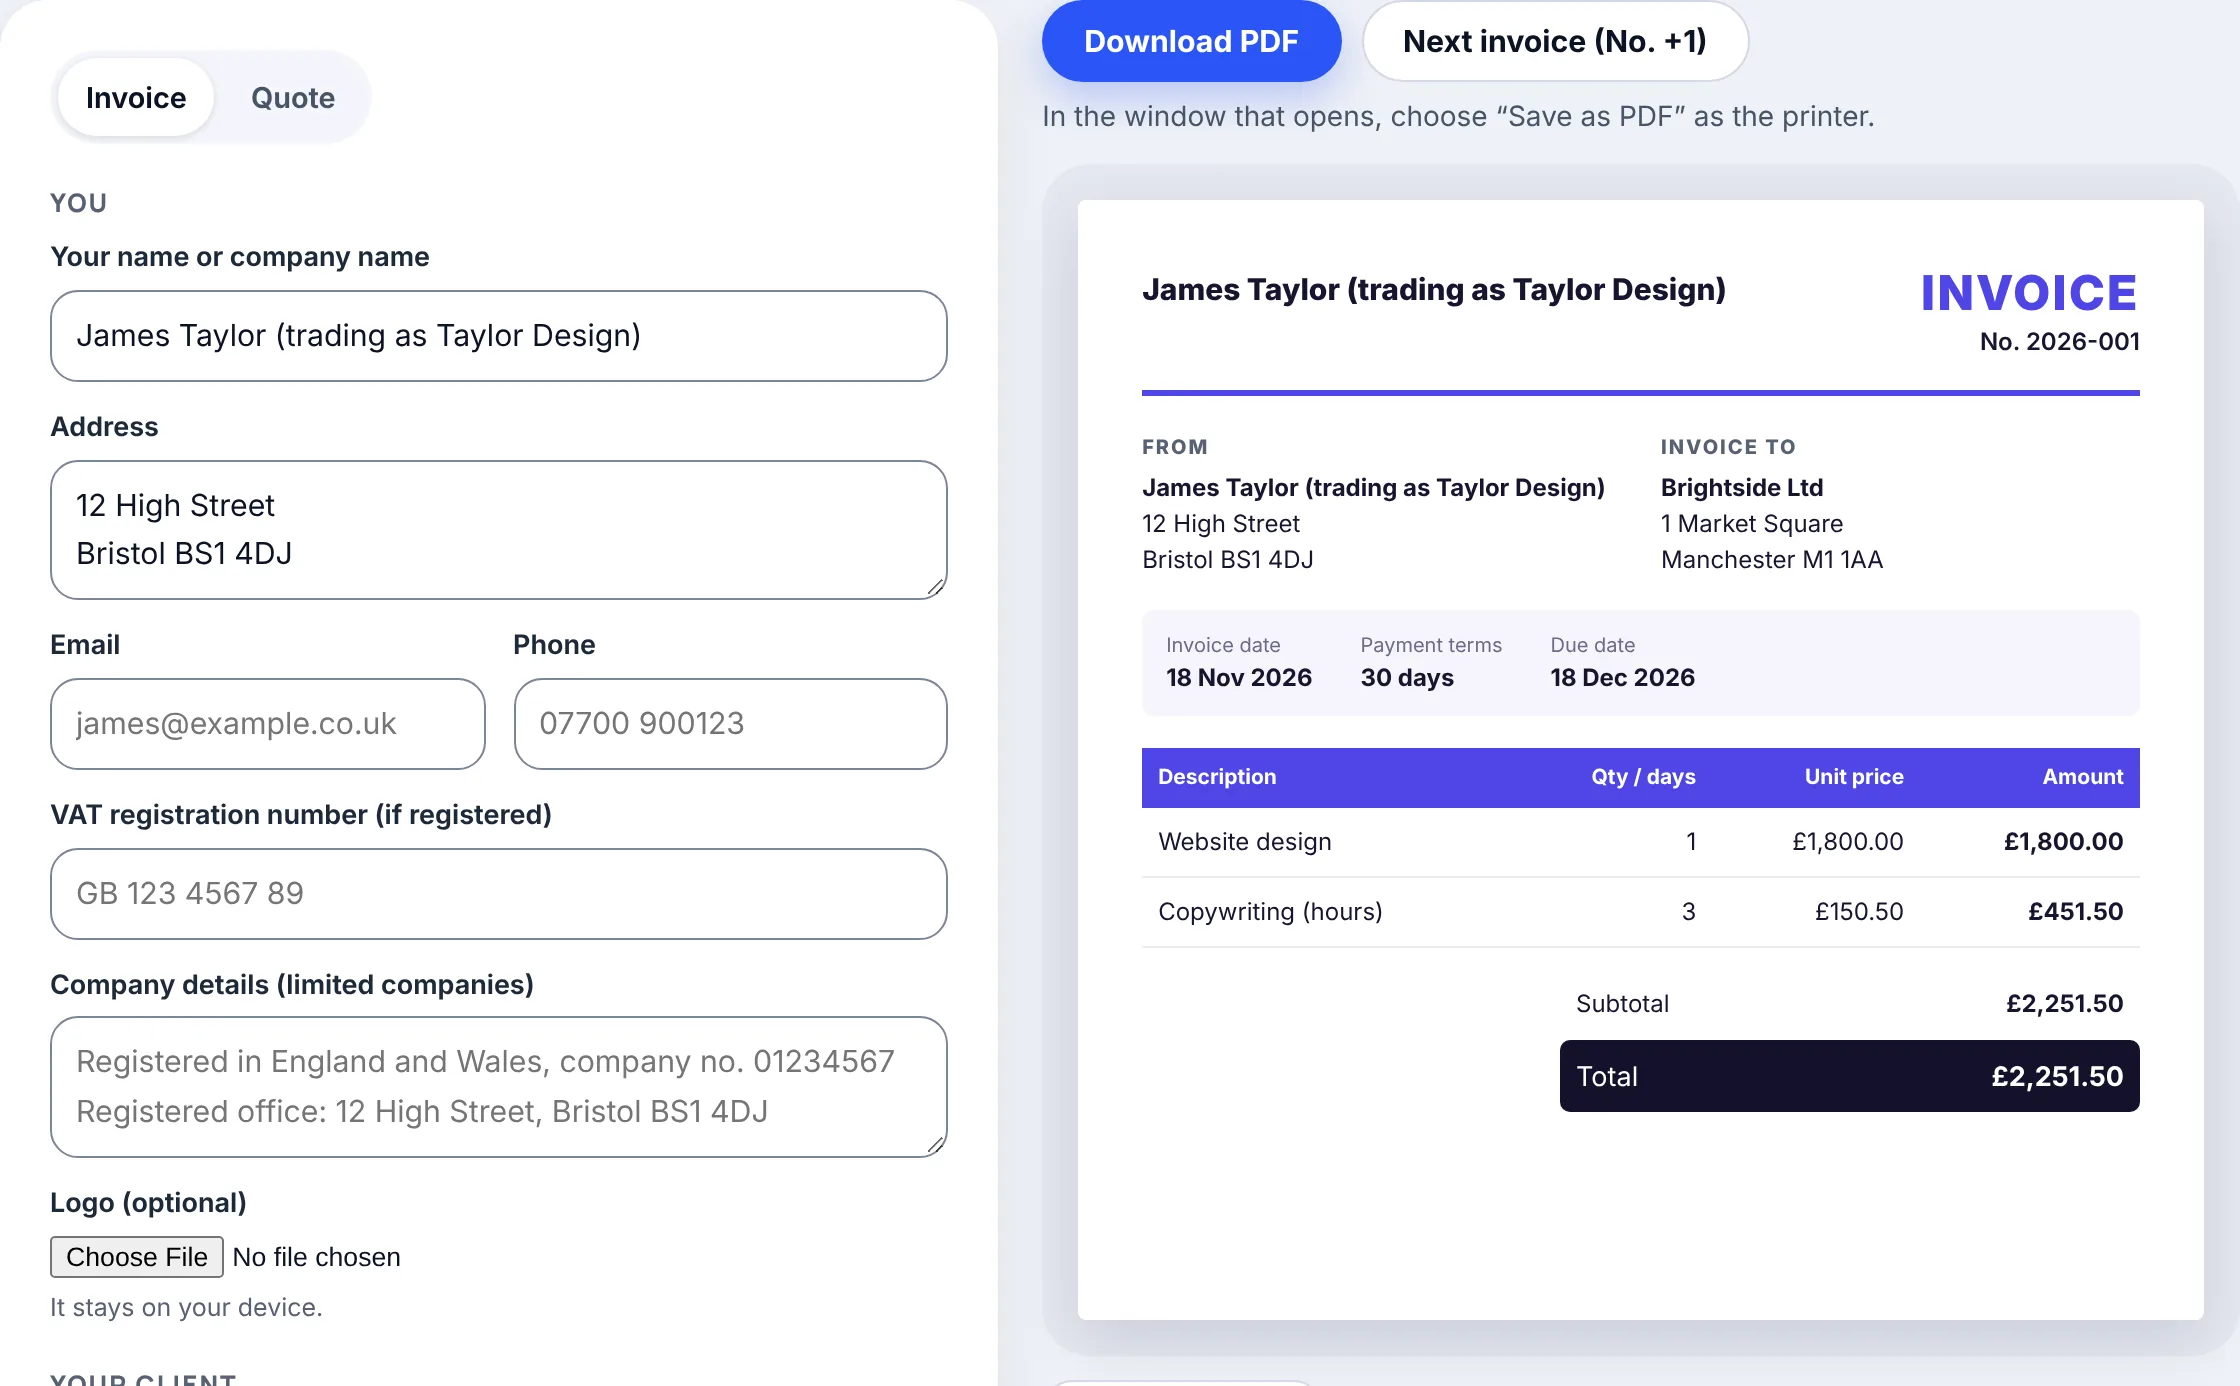 Invoice
Quote
YOU
Your name or company name
James Taylor (trading as Taylor Design)
Address
12 High Street
Bristol BS1 4DJ
Email
Phone
james@example.co.uk
07700 900123
VAT registration number (if registered)
GB 123 4567 89
Company details (limited companies)
Registered in England and Wales, company no. 01234567
Registered office: 12 High Street, Bristol BS1 4DJ
Logo (optional)
Choose File No file chosen
It stays on your device.
YOUR CLIENT
Download PDF
Next invoice (No. +1)
In the window that opens, choose “Save as PDF” as the printer.
James Taylor (trading as Taylor Design)
INVOICE
No. 2026-001
FROM
James Taylor (trading as Taylor Design)
12 High Street
Bristol BS1 4DJ
INVOICE TO
Brightside Ltd
1 Market Square
Manchester M1 1AA
Invoice date
18 Nov 2026
Payment terms
30 days
Due date
18 Dec 2026
Description Qty / days Unit price Amount
Website design 1 £1,800.00 £1,800.00
Copywriting (hours) 3 £150.50 £451.50
Subtotal £2,251.50
Total £2,251.50